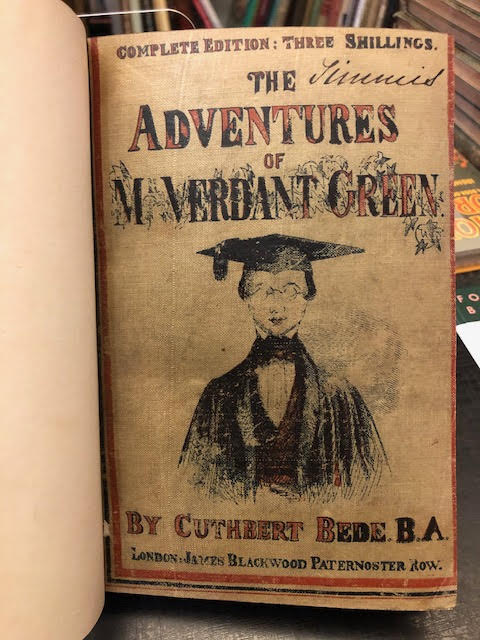 COMPLETE EDITION: THREE SHILLINGS.
THE
ADVENTURES
OF
MR VERDANT GREEN.
BY CUTHBERT BEDE. B.A.
LONDON: JAMES BLACKWOOD PATERNOSTER ROW.